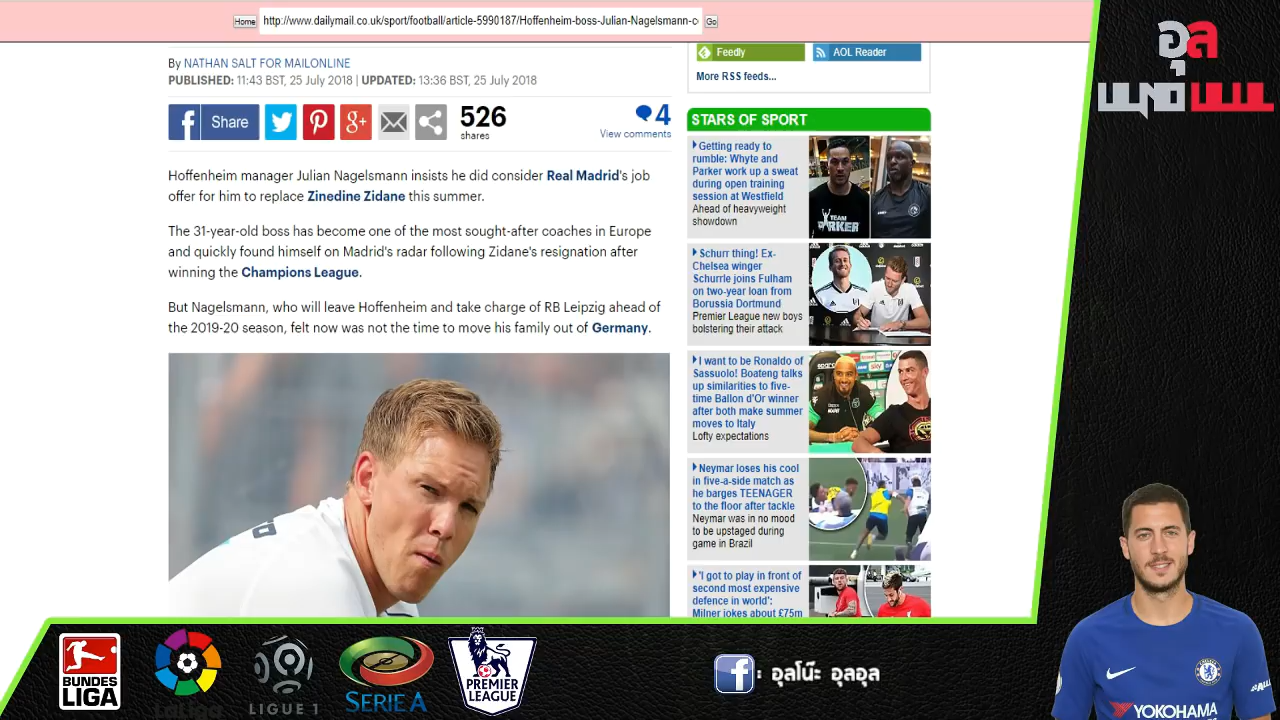 Home
http://www.dailymail.co.uk/sport/football/article-5990187/Hoffenheim-boss-Julian-Nagelsmann-c
Go
By NATHAN SALT FOR MAILONLINE
PUBLISHED: 11:43 BST, 25 July 2018 | UPDATED: 13:36 BST, 25 July 2018
Share
526
shares
4
View comments
Hoffenheim manager Julian Nagelsmann insists he did consider Real Madrid's job
offer for him to replace Zinedine Zidane this summer.
The 31-year-old boss has become one of the most sought-after coaches in Europe
and quickly found himself on Madrid's radar following Zidane's resignation after
winning the Champions League.
But Nagelsmann, who will leave Hoffenheim and take charge of RB Leipzig ahead of
the 2019-20 season, felt now was not the time to move his family out of Germany.
Feedly
AOL Reader
More RSS feeds...
STARS OF SPORT
Getting ready to
rumble: Whyte and
Parker work up a sweat
during open training
session at Westfield
Ahead of heavyweight
showdown
TEAM
PARKER
Schurr thing! Ex-
Chelsea winger
Schurrle joins Fulham
on two-year loan from
Borussia Dortmund
Premier League new boys
bolstering their attack
I want to be Ronaldo of
Sassuolo! Boateng talks
up similarities to five-
time Ballon d'Or winner
after both make summer
moves to Italy
Lofty expectations
Neymar loses his cool
in five-a-side match as
he barges TEENAGER
to the floor after tackle
Neymar was in no mood
to be upstaged during
game in Brazil
'I got to play in front of
second most expensive
defence in world':
Milner jokes about £75m
อุล
BUNDES
LIGA
LaLiga
LIGUE 1
SERIE A
PREMIER
LEAGUE
: อุลโน๊ะ อุลอุล
YOKOHAMA